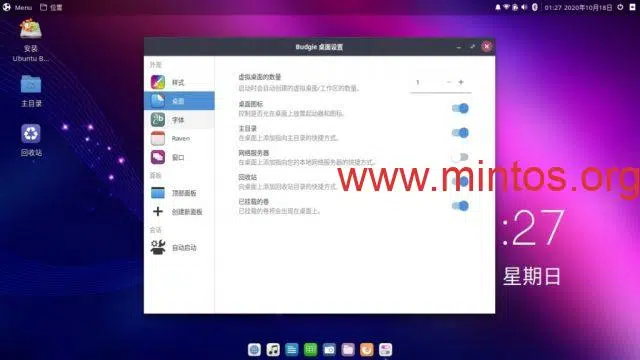 Menu 位置 01:27 2020年10月18日
安装
Ubuntu B...
主目录
回收站
Budgie 桌面设置
外观
样式
桌面
字体
Raven
窗口
面板
顶部面板
创建新面板
会话
自动启动
虚拟桌面的数量
启动时会自动创建的虚拟桌面/工作区的数量。
1 − +
桌面图标
控制是否允许在桌面上放置启动器和图标。
主目录
在桌面上添加指向主目录的快捷方式。
网络服务器
在桌面上添加指向您的本地网络服务器的快捷方式。
回收站
向桌面上添加回收站目录的快捷方式。
已挂载的卷
已挂载的卷将会出现在桌面上。
www.mintos.org
:27
星期日